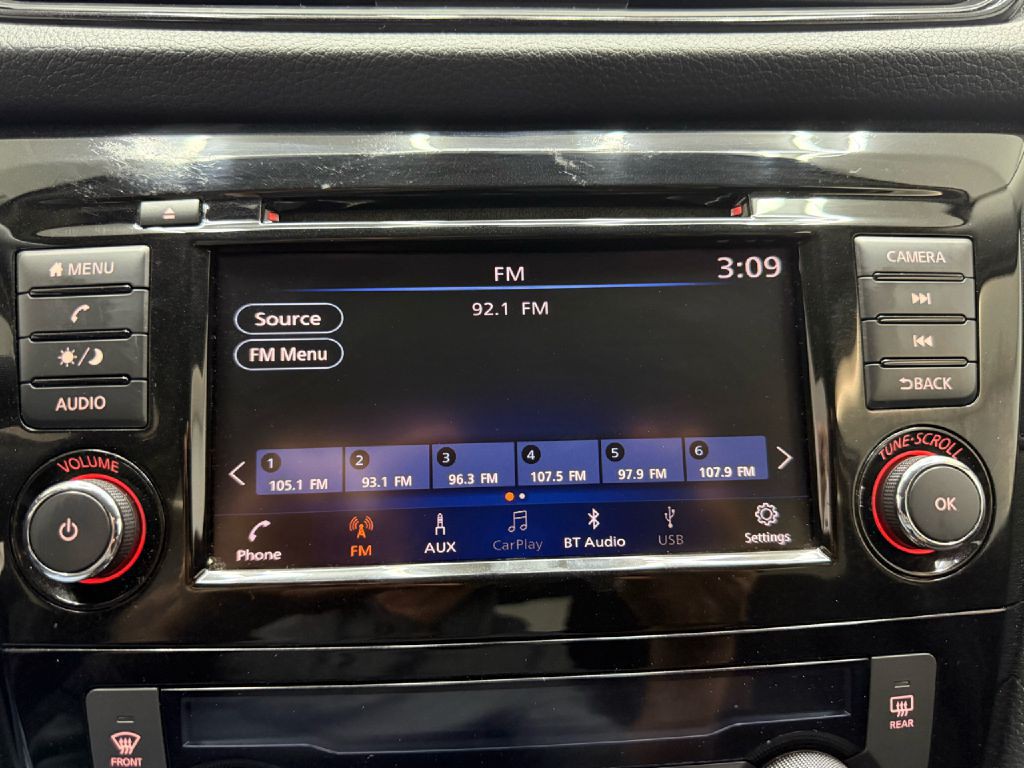 MENU
AUDIO
VOLUME
FM
3:09
92.1 FM
Source
FM Menu
1 2 3 4 5 6
105.1 FM 93.1 FM 96.3 FM 107.5 FM 97.9 FM 107.9 FM
Phone FM AUX CarPlay BT Audio USB Settings
CAMERA
BACK
TUNE·SCROLL
OK
FRONT
REAR